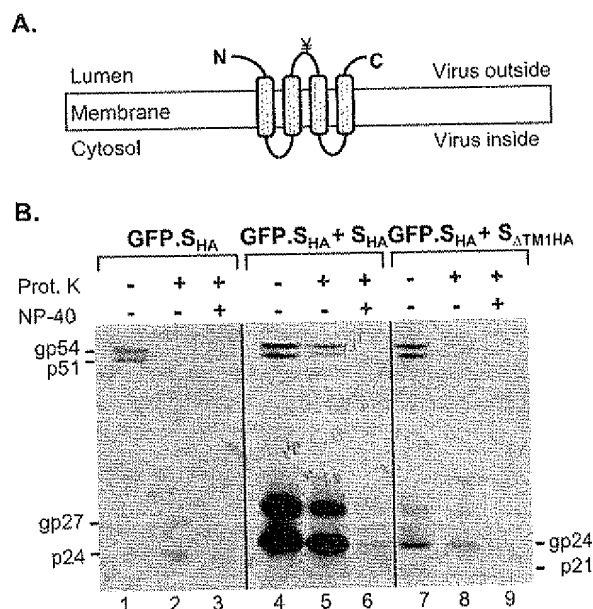 A.
N ¥ C
Lumen Virus outside
Membrane
Cytosol Virus inside
B.
GFP.SHA GFP.SHA + SHA GFP.SHA + SΔTM1HA
Prot. K - + + - + + - + +
NP-40 - - + - - + - - +
gp54
p51
gp27
p24
gp24
p21
1 2 3 4 5 6 7 8 9